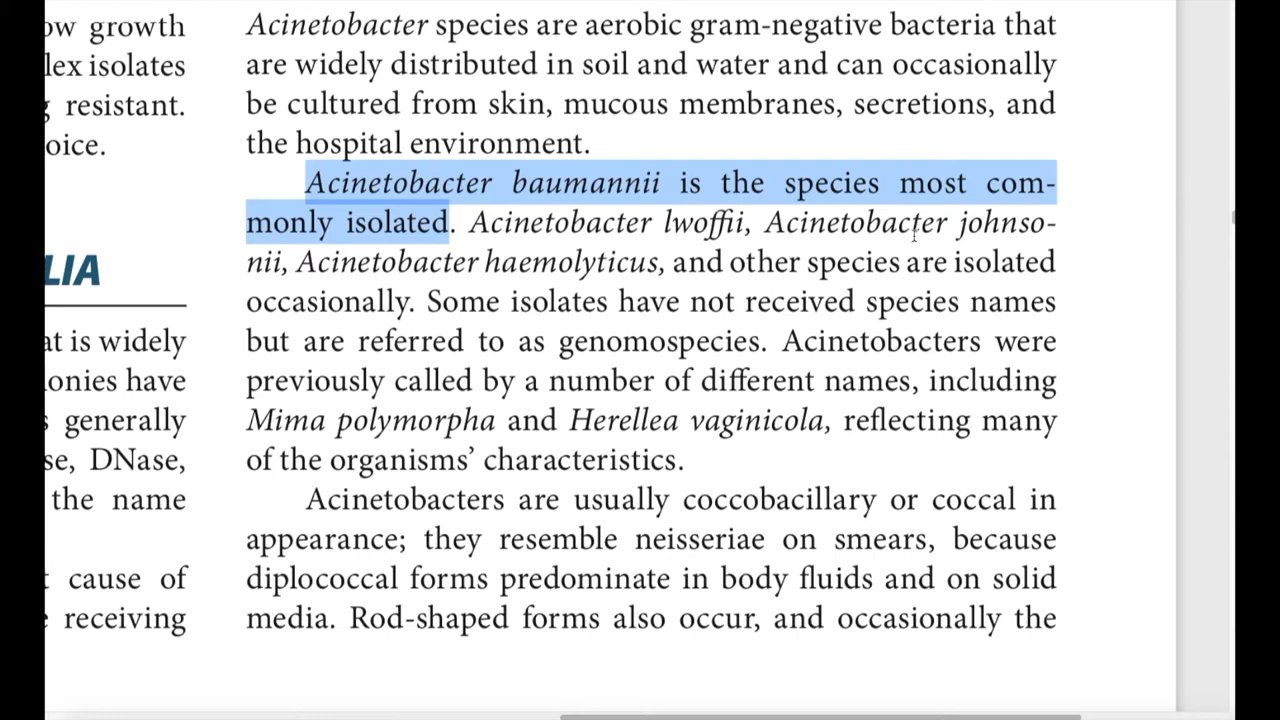 ow growth
lex isolates
resistant.
oice.
LIA
at is widely
onies have
generally
se, DNase,
the name
cause of
receiving
Acinetobacter species are aerobic gram-negative bacteria that
are widely distributed in soil and water and can occasionally
be cultured from skin, mucous membranes, secretions, and
the hospital environment.
Acinetobacter baumannii is the species most com-
monly isolated. Acinetobacter lwoffii, Acinetobacter johnso-
nii, Acinetobacter haemolyticus, and other species are isolated
occasionally. Some isolates have not received species names
but are referred to as genomospecies. Acinetobacters were
previously called by a number of different names, including
Mima polymorpha and Herellea vaginicola, reflecting many
of the organisms’ characteristics.
Acinetobacters are usually coccobacillary or coccal in
appearance; they resemble neisseriae on smears, because
diplococcal forms predominate in body fluids and on solid
media. Rod-shaped forms also occur, and occasionally the